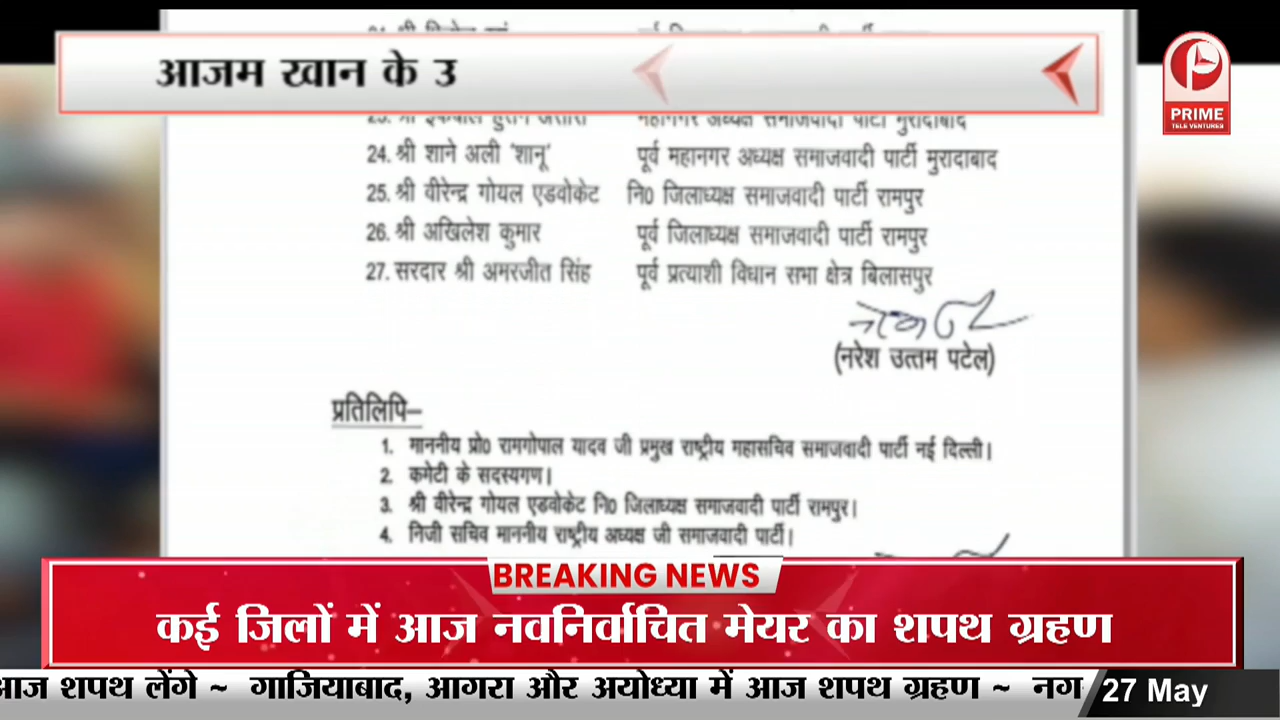 आजम खान के उ
PRIME
TELE VENTURES
24. श्री शाने अली 'शानू' पूर्व महानगर अध्यक्ष समाजवादी पार्टी मुरादाबाद
25. श्री वीरेन्द्र गोयल एडवोकेट नि0 जिलाध्यक्ष समाजवादी पार्टी रामपुर
26. श्री अखिलेश कुमार पूर्व जिलाध्यक्ष समाजवादी पार्टी रामपुर
27. सरदार श्री अमरजीत सिंह पूर्व प्रत्याशी विधान सभा क्षेत्र बिलासपुर
(नरेश उत्तम पटेल)
प्रतिलिपि–
1. माननीय प्रो0 रामगोपाल यादव जी प्रमुख राष्ट्रीय महासचिव समाजवादी पार्टी नई दिल्ली।
2. कमेटी के सदस्यगण।
3. श्री वीरेन्द्र गोयल एडवोकेट नि0 जिलाध्यक्ष समाजवादी पार्टी रामपुर।
4. निजी सचिव माननीय राष्ट्रीय अध्यक्ष जी समाजवादी पार्टी।
BREAKING NEWS
कई जिलों में आज नवनिर्वाचित मेयर का शपथ ग्रहण
आज शपथ लेंगे ~ गाजियाबाद, आगरा और अयोध्या में आज शपथ ग्रहण ~ नग
27 May